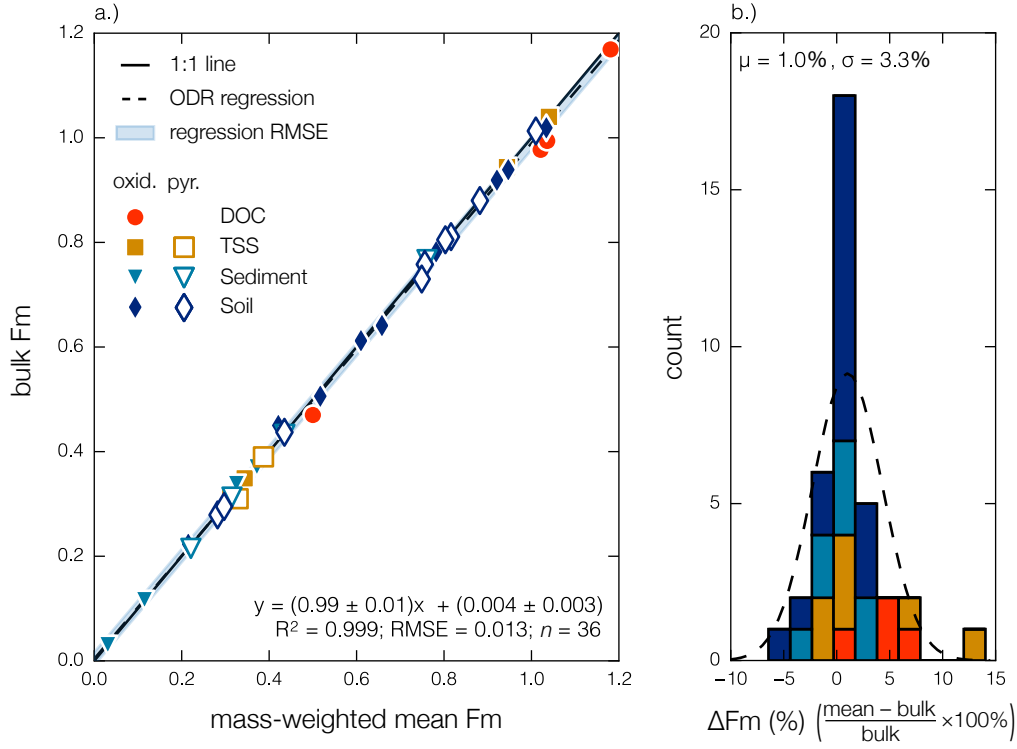 a.)
1.2
1.0
0.8
0.6
0.4
0.2
0.0
bulk Fm
1:1 line
ODR regression
regression RMSE
oxid. pyr.
DOC
TSS
Sediment
Soil
y = (0.99 ± 0.01)x + (0.004 ± 0.003)
R² = 0.999; RMSE = 0.013; n = 36
0.0 0.2 0.4 0.6 0.8 1.0 1.2
mass-weighted mean Fm
b.)
20
15
10
5
0
count
μ = 1.0% , σ = 3.3%
−10 −5 0 5 10 15
ΔFm (%) (mean − bulk / bulk ×100%)